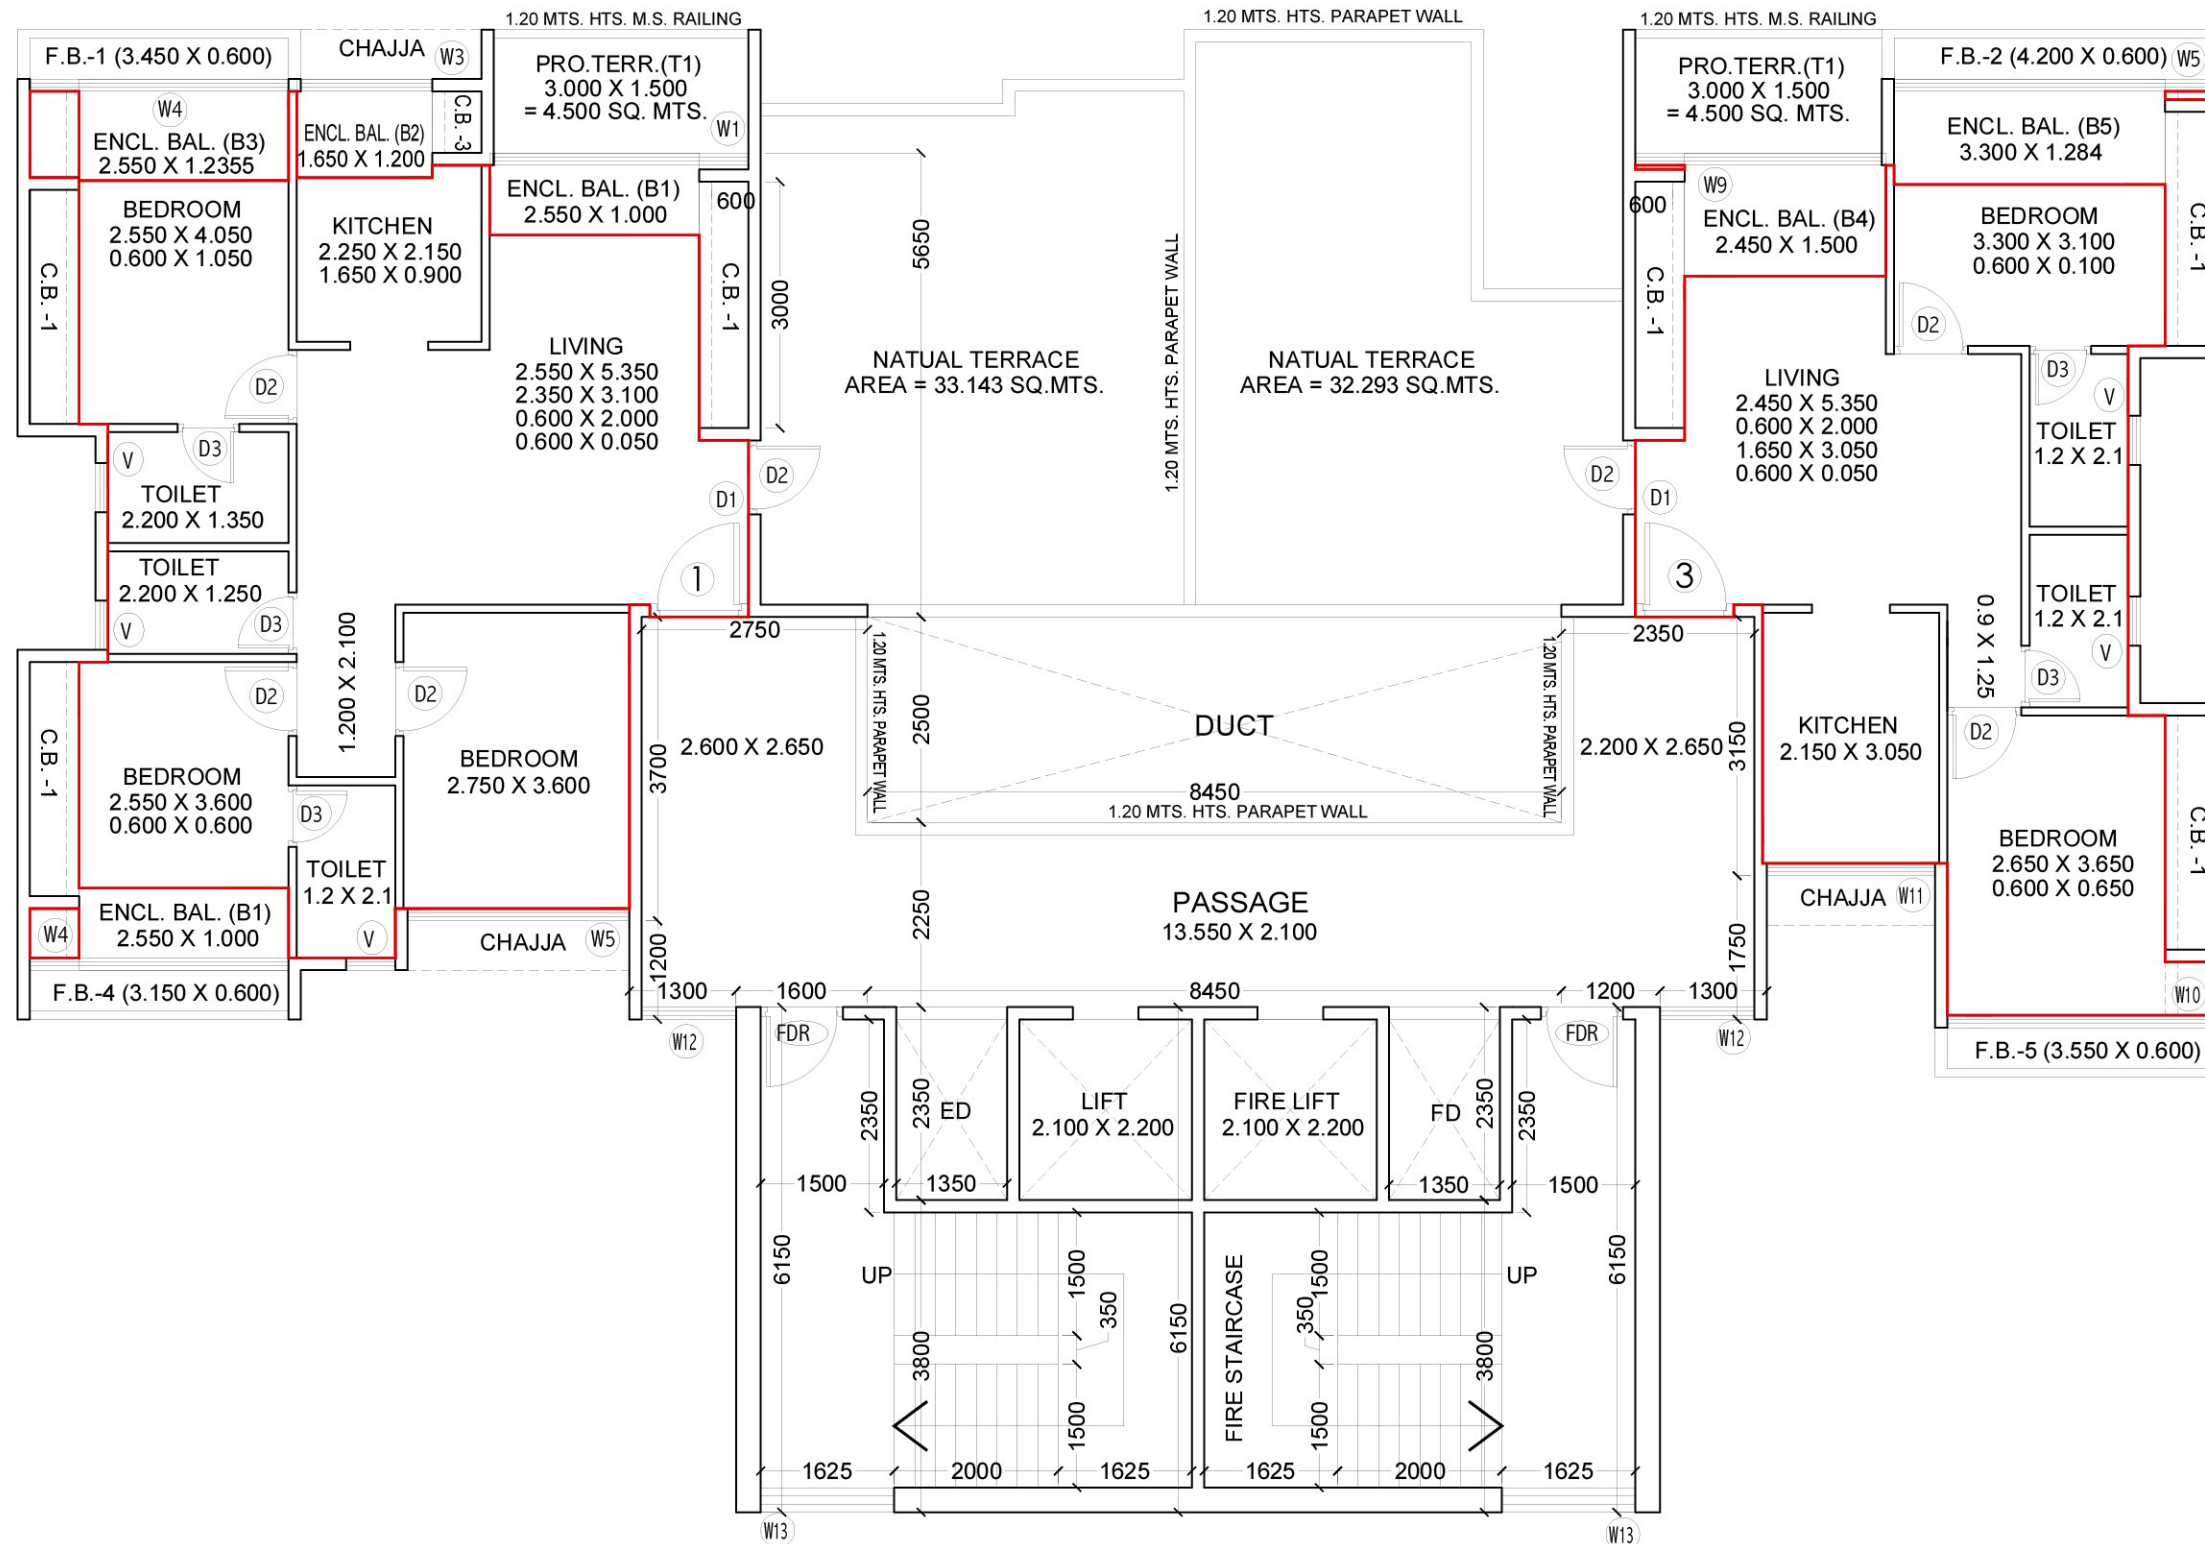 1.20 MTS. HTS. M.S. RAILING
1.20 MTS. HTS. PARAPET WALL
1.20 MTS. HTS. M.S. RAILING
F.B.-1 (3.450 X 0.600)
CHAJJA
W3
PRO.TERR.(T1)
3.000 X 1.500
= 4.500 SQ. MTS.
W1
PRO.TERR.(T1)
3.000 X 1.500
= 4.500 SQ. MTS.
F.B.-2 (4.200 X 0.600)
W5
W4
ENCL. BAL. (B3)
2.550 X 1.2355
ENCL. BAL. (B2)
1.650 X 1.200
C.B. -3
ENCL. BAL. (B5)
3.300 X 1.284
ENCL. BAL. (B1)
2.550 X 1.000
600
5650
600
W9
ENCL. BAL. (B4)
2.450 X 1.500
BEDROOM
2.550 X 4.050
0.600 X 1.050
KITCHEN
2.250 X 2.150
1.650 X 0.900
BEDROOM
3.300 X 3.100
0.600 X 0.100
C.B. -1
C.B. -1
C.B. -1
3000
1.20 MTS. HTS. PARAPET WALL
C.B. -1
D2
LIVING
2.550 X 5.350
2.350 X 3.100
0.600 X 2.000
0.600 X 0.050
NATUAL TERRACE
AREA = 33.143 SQ.MTS.
NATUAL TERRACE
AREA = 32.293 SQ.MTS.
LIVING
2.450 X 5.350
0.600 X 2.000
1.650 X 3.050
0.600 X 0.050
D2
D3
V
TOILET
1.2 X 2.1
V
D3
D2
D2
TOILET
2.200 X 1.350
D1
D1
TOILET
2.200 X 1.250
1
3
TOILET
1.2 X 2.1
V
D3
V
0.9 X 1.25
2750
2350
1.20 MTS. HTS. PARAPET WALL
1.20 MTS. HTS. PARAPET WALL
D2
1.200 X 2.100
D2
D3
D2
2500
DUCT
2.600 X 2.650
2.200 X 2.650
3150
KITCHEN
2.150 X 3.050
C.B. -1
BEDROOM
2.550 X 3.600
0.600 X 0.600
BEDROOM
2.750 X 3.600
3700
8450
1.20 MTS. HTS. PARAPET WALL
D3
TOILET
1.2 X 2.1
BEDROOM
2.650 X 3.650
0.600 X 0.650
C.B. -1
PASSAGE
13.550 X 2.100
2250
W4
ENCL. BAL. (B1)
2.550 X 1.000
V
CHAJJA
W5
1200
1750
CHAJJA
W11
F.B.-4 (3.150 X 0.600)
1300
1600
8450
1200
1300
W10
W12
FDR
FDR
W12
F.B.-5 (3.550 X 0.600)
2350
2350
ED
LIFT
2.100 X 2.200
FIRE LIFT
2.100 X 2.200
FD
2350
2350
1500
1350
1350
1500
6150
UP
1500
350
6150
FIRE STAIRCASE
1500
350
UP
6150
3800
3800
1500
1500
1625
2000
1625
1625
2000
1625
W13
W13